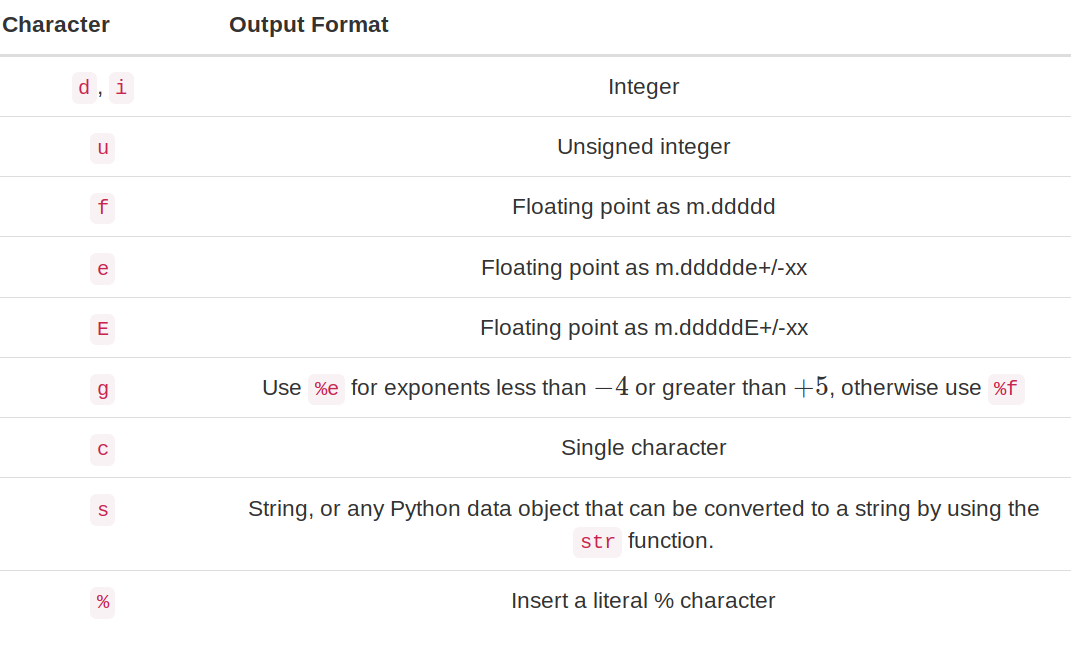 Character Output Format
d, i Integer
u Unsigned integer
f Floating point as m.ddddd
e Floating point as m.ddddde+/-xx
E Floating point as m.dddddE+/-xx
g Use %e for exponents less than −4 or greater than +5, otherwise use %f
c Single character
s String, or any Python data object that can be converted to a string by using the
str function.
% Insert a literal % character